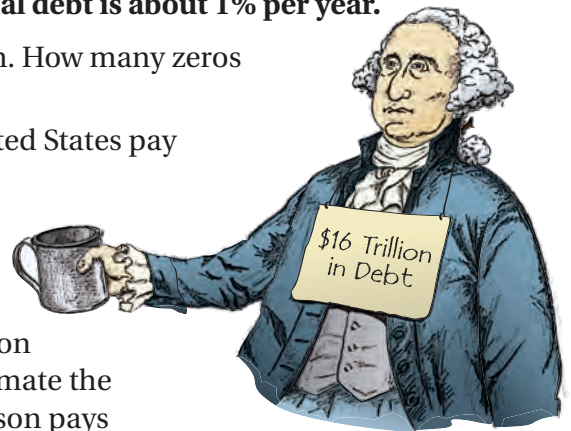 al debt is about 1% per year.
n. How many zeros
ted States pay
$16 Trillion
in Debt
on
mate the
son pays